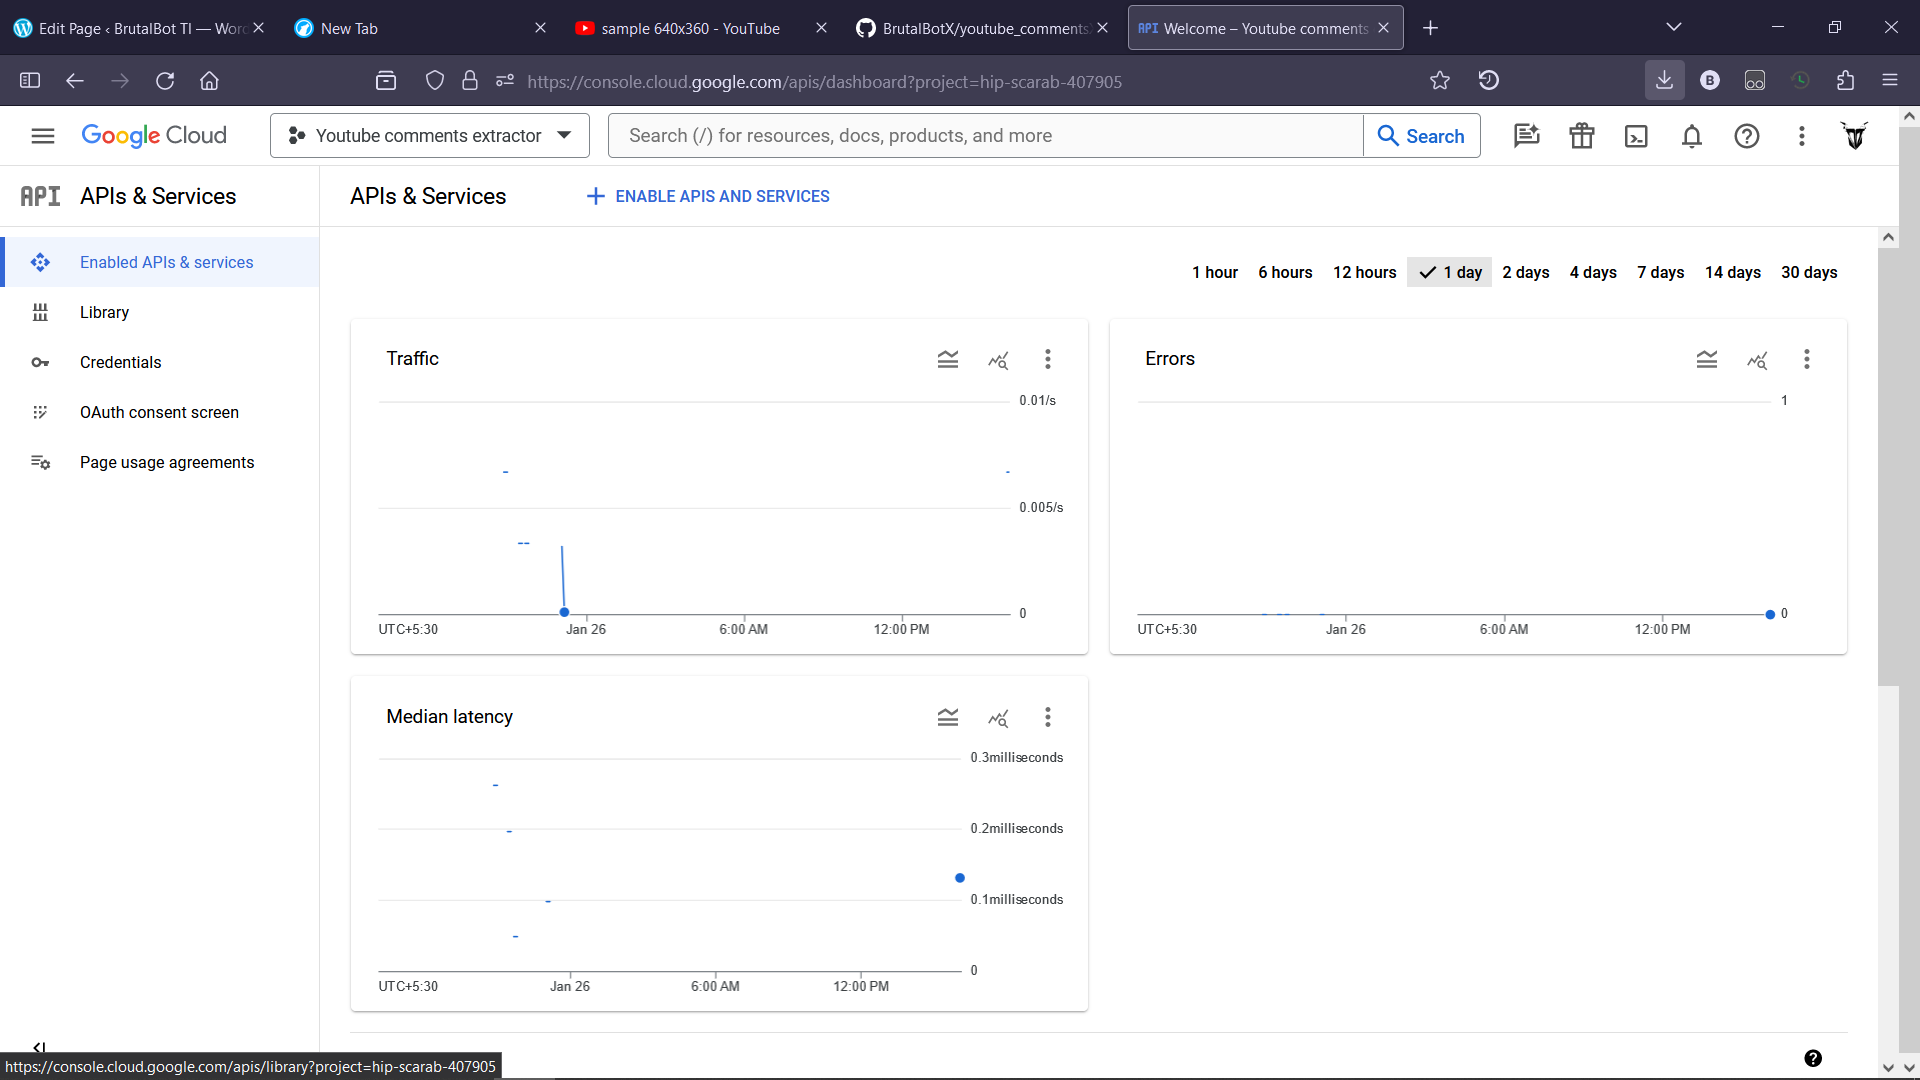 Edit Page ‹ BrutalBot TI — Word
New Tab
sample 640x360 - YouTube
BrutalBotX/youtube_comments
API Welcome – Youtube comments
https://console.cloud.google.com/apis/dashboard?project=hip-scarab-407905
B
Google Cloud
Youtube comments extractor
Search (/) for resources, docs, products, and more
Search
API APIs & Services
APIs & Services
ENABLE APIS AND SERVICES
Enabled APIs & services
Library
Credentials
OAuth consent screen
Page usage agreements
1 hour
6 hours
12 hours
1 day
2 days
4 days
7 days
14 days
30 days
Traffic
0.01/s
0.005/s
0
UTC+5:30
Jan 26
6:00 AM
12:00 PM
Errors
1
0
UTC+5:30
Jan 26
6:00 AM
12:00 PM
Median latency
0.3milliseconds
0.2milliseconds
0.1milliseconds
0
UTC+5:30
Jan 26
6:00 AM
12:00 PM
https://console.cloud.google.com/apis/library?project=hip-scarab-407905